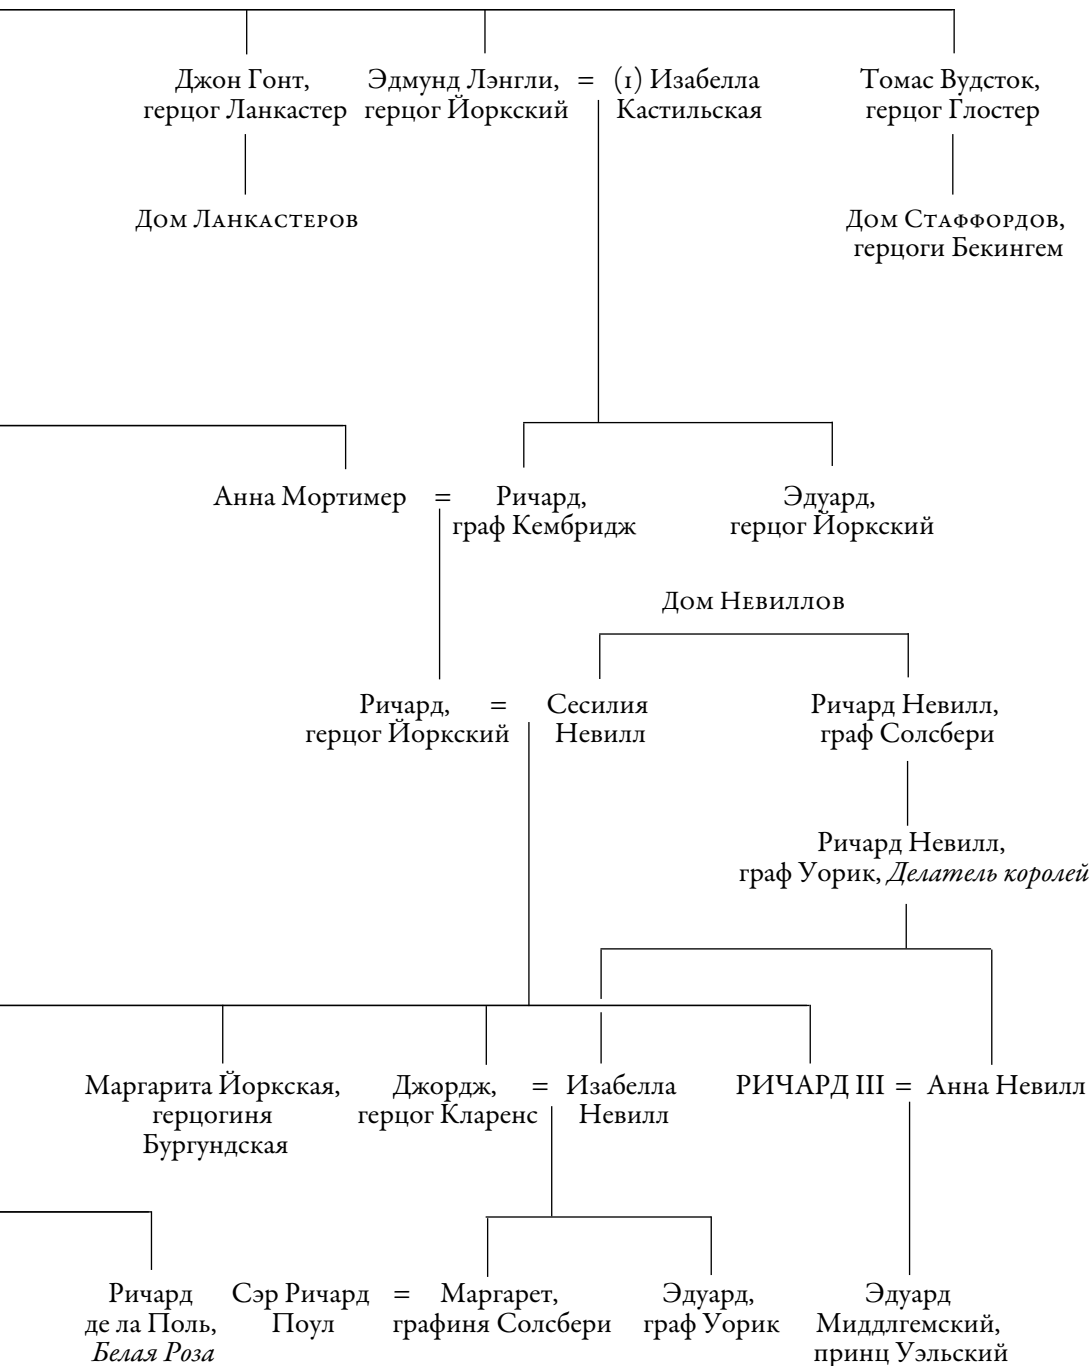 Джон Гонт,
герцог Ланкастер
Эдмунд Лэнгли, = (1) Изабелла
герцог Йоркский Кастильская
Томас Вудсток,
герцог Глостер
Дом Ланкастеров
Дом Стаффордов,
герцоги Бекингем
Анна Мортимер = Ричард,
граф Кембридж
Эдуард,
герцог Йоркский
Дом Невиллов
Ричард, = Сесилия
герцог Йоркский Невилл
Ричард Невилл,
граф Солсбери
Ричард Невилл,
граф Уорик, Делатель королей
Маргарита Йоркская,
герцогиня
Бургундская
Джордж, = Изабелла
герцог Кларенс Невилл
РИЧАРД III = Анна Невилл
Ричард
де ла Поль,
Белая Роза
Сэр Ричард = Маргарет,
Поул графиня Солсбери
Эдуард,
граф Уорик
Эдуард
Миддлгемский,
принц Уэльский